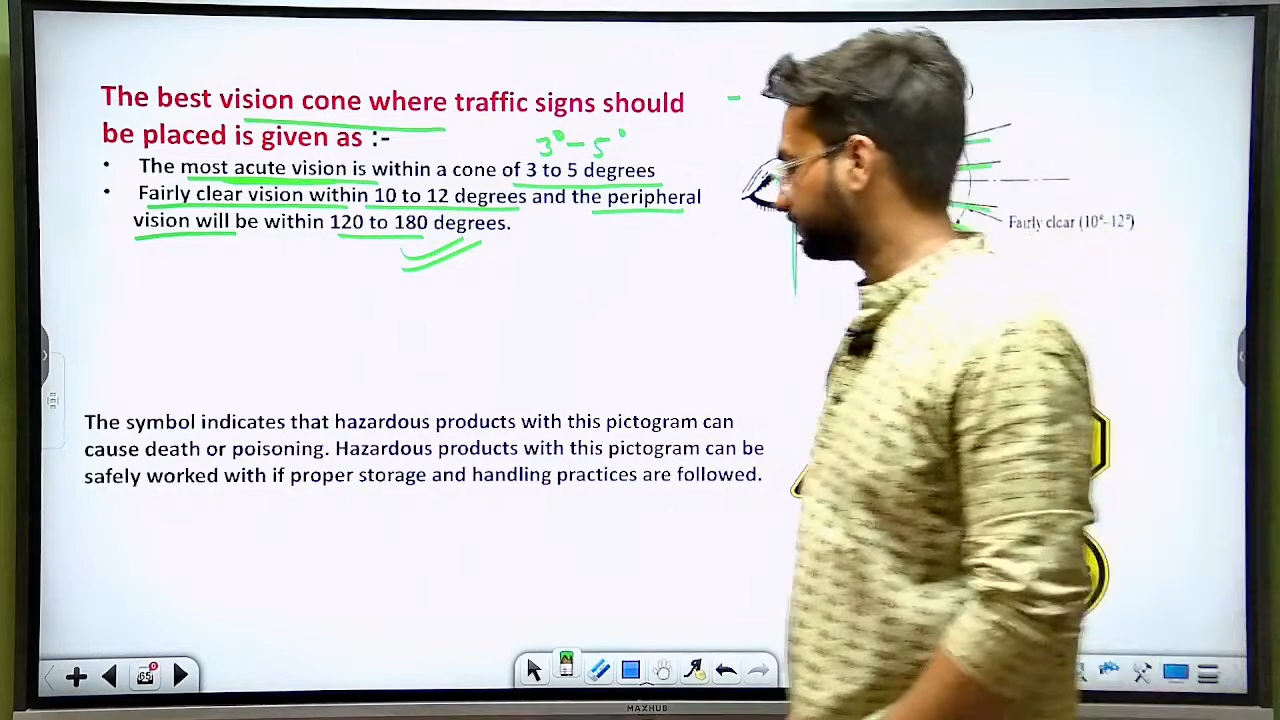 The best vision cone where traffic signs should
be placed is given as :-
3°-5°
• The most acute vision is within a cone of 3 to 5 degrees
• Fairly clear vision within 10 to 12 degrees and the peripheral
vision will be within 120 to 180 degrees.
Fairly clear (10°-12°)
The symbol indicates that hazardous products with this pictogram can
cause death or poisoning. Hazardous products with this pictogram can be
safely worked with if proper storage and handling practices are followed.
MAXHUB